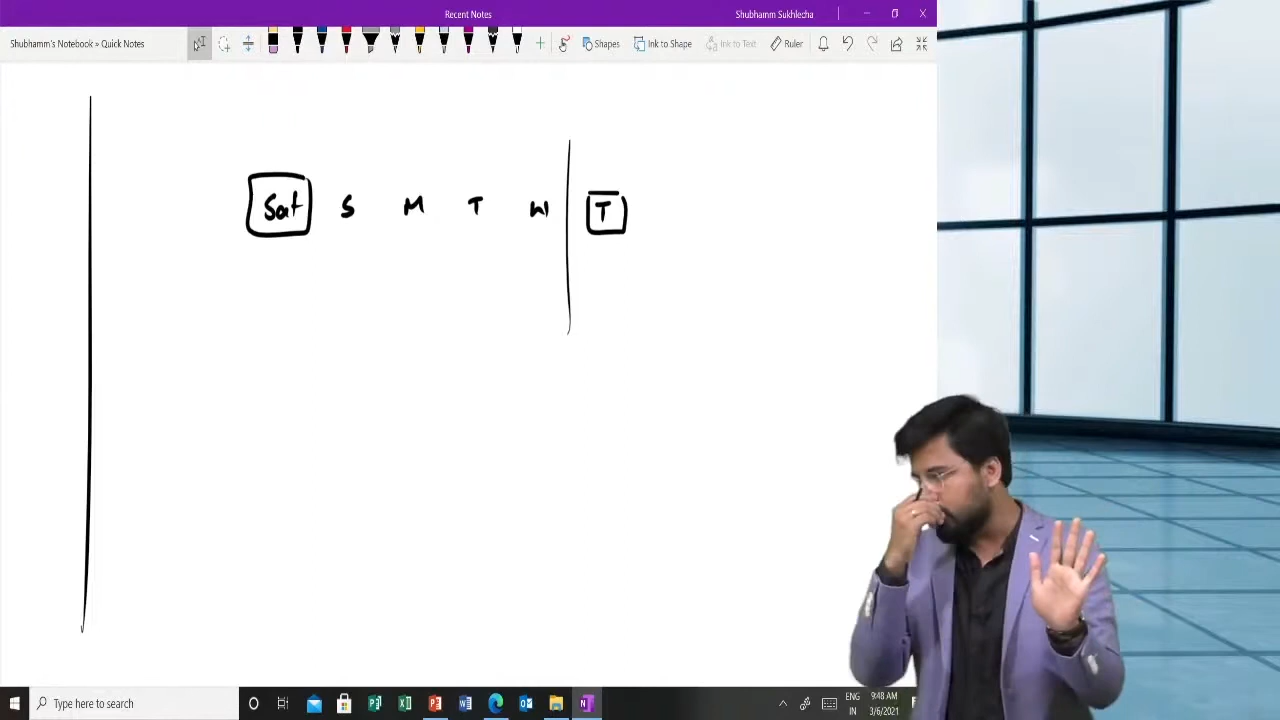 Recent Notes
Shubhamm Sukhlecha
Shubhamm's Notebook » Quick Notes
Shapes
Ink to Shape
Ink to Text
Ruler
Sat S M T W T
Type here to search
ENG
IN
9:48 AM
3/6/2021